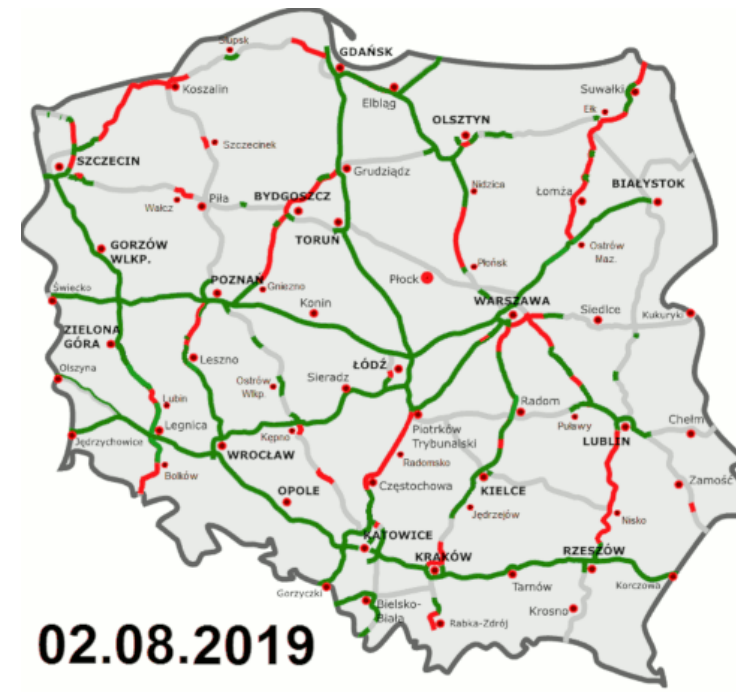 Słupsk
GDAŃSK
Koszalin
Elbląg
Suwałki
Ełk
OLSZTYN
Szczecinek
SZCZECIN
Grudziądz
Nidzica
Łomża
BIAŁYSTOK
Wałcz
Piła
BYDGOSZCZ
TORUŃ
GORZÓW
WLKP.
Ostrów
Maz.
Płońsk
Płock
POZNAŃ
Gniezno
Świecko
Konin
WARSZAWA
Siedlce
Kukuryki
ZIELONA
GÓRA
Leszno
ŁÓDŹ
Olszyna
Ostrów
Wlkp.
Sieradz
Lubin
Radom
Legnica
Piotrków
Trybunalski
Puławy
Chełm
Jędrzychowice
Kępno
LUBLIN
WROCŁAW
Radomsko
Bolków
Zamość
OPOLE
Częstochowa
KIELCE
Jędrzejów
Nisko
KATOWICE
KRAKÓW
RZESZÓW
Gorzyczki
Tarnów
Korczowa
Bielsko-
Biała
Krosno
Rabka-Zdrój
02.08.2019